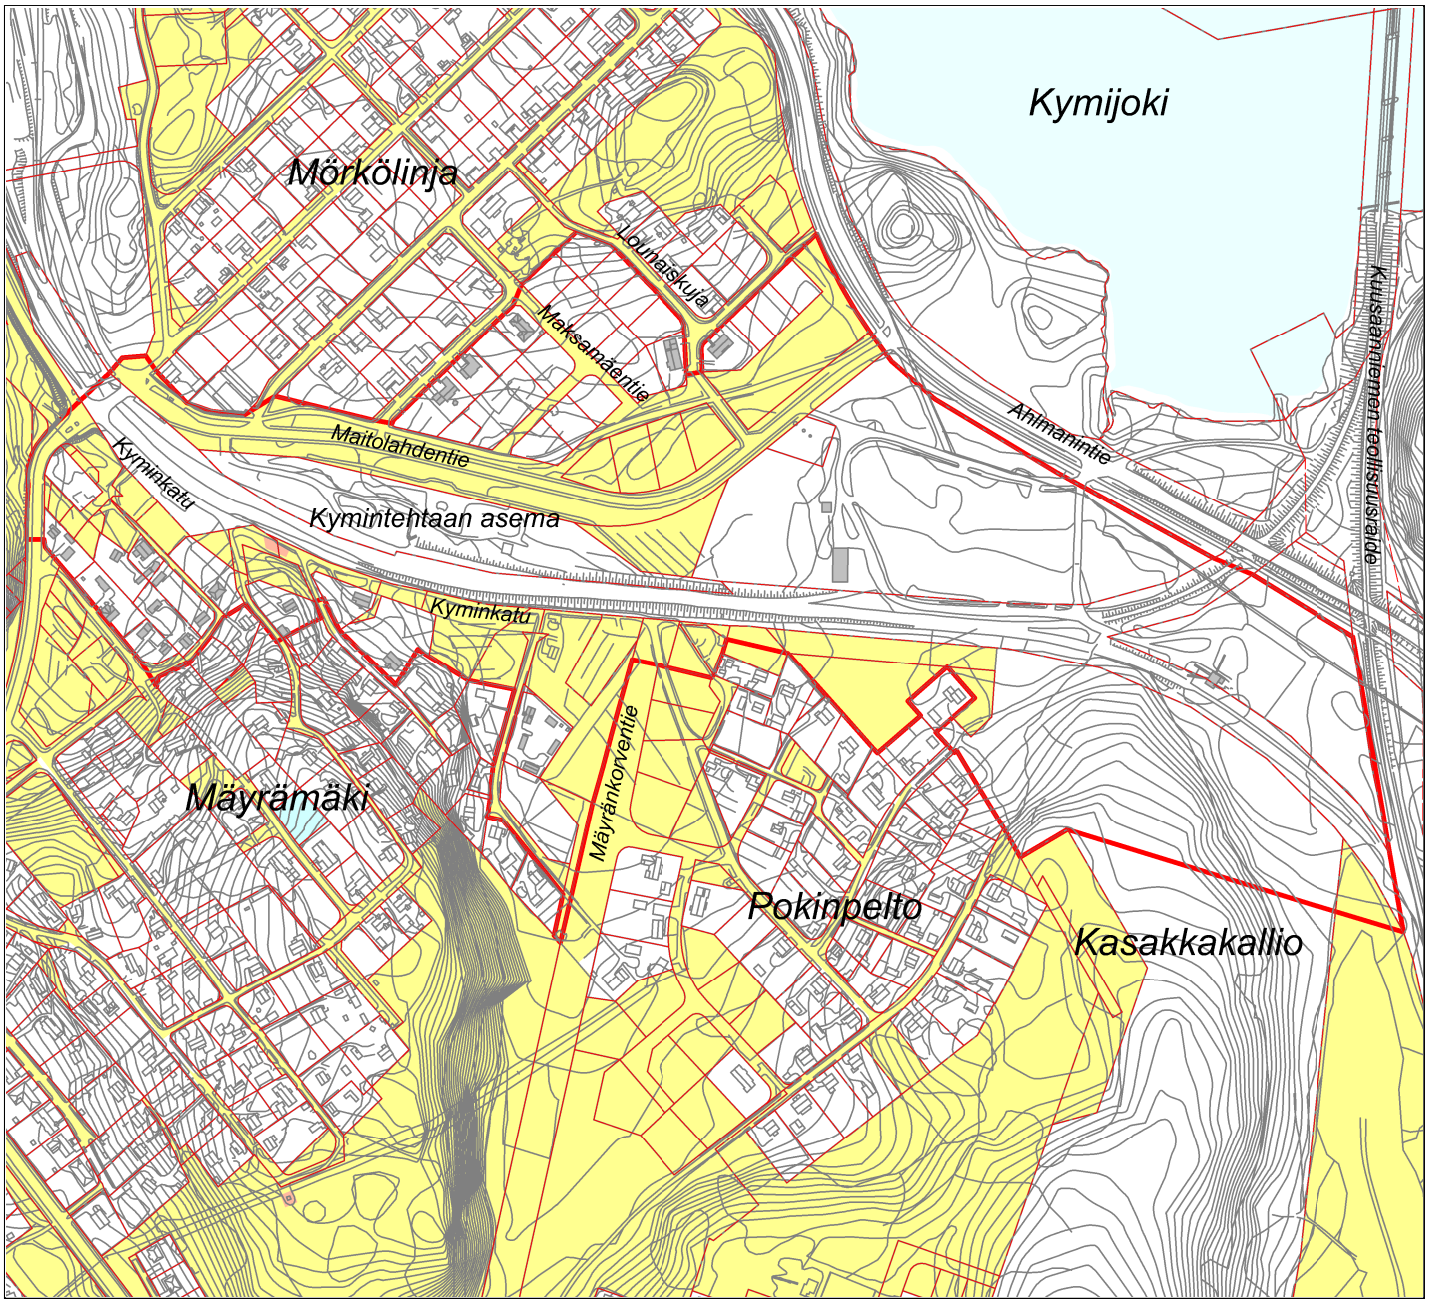 Kymijoki
Mörkölinja
Lounaiskuja
Kuusaanniemen teollisuusraide
Maksamäentie
Ahlmanintie
Maitolahdentie
Kyminkatu
Kymintehtaan asema
Kyminkatu
Mäyränkorventie
Mäyrämäki
Pokinpelto
Kasakkakallio